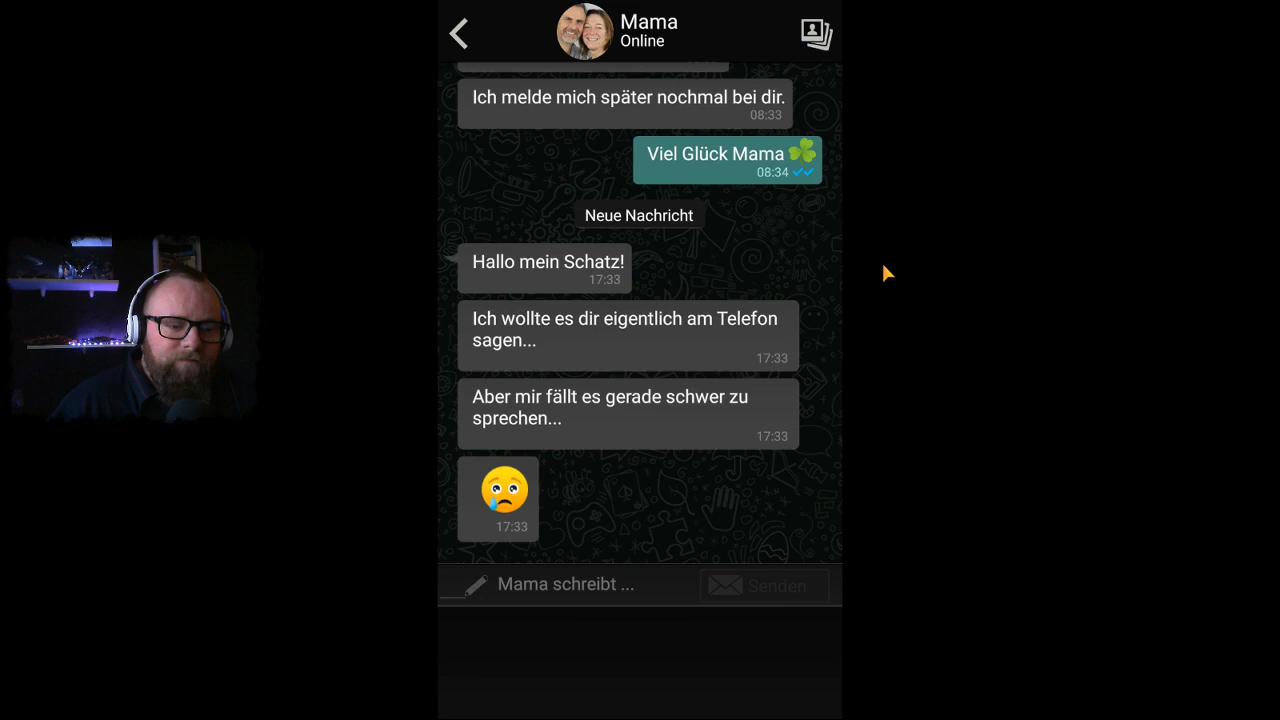 Mama
Online
Ich melde mich später nochmal bei dir.
08:33
Viel Glück Mama
08:34
Neue Nachricht
Hallo mein Schatz!
17:33
Ich wollte es dir eigentlich am Telefon
sagen...
17:33
Aber mir fällt es gerade schwer zu
sprechen...
17:33
17:33
Mama schreibt ...
Senden